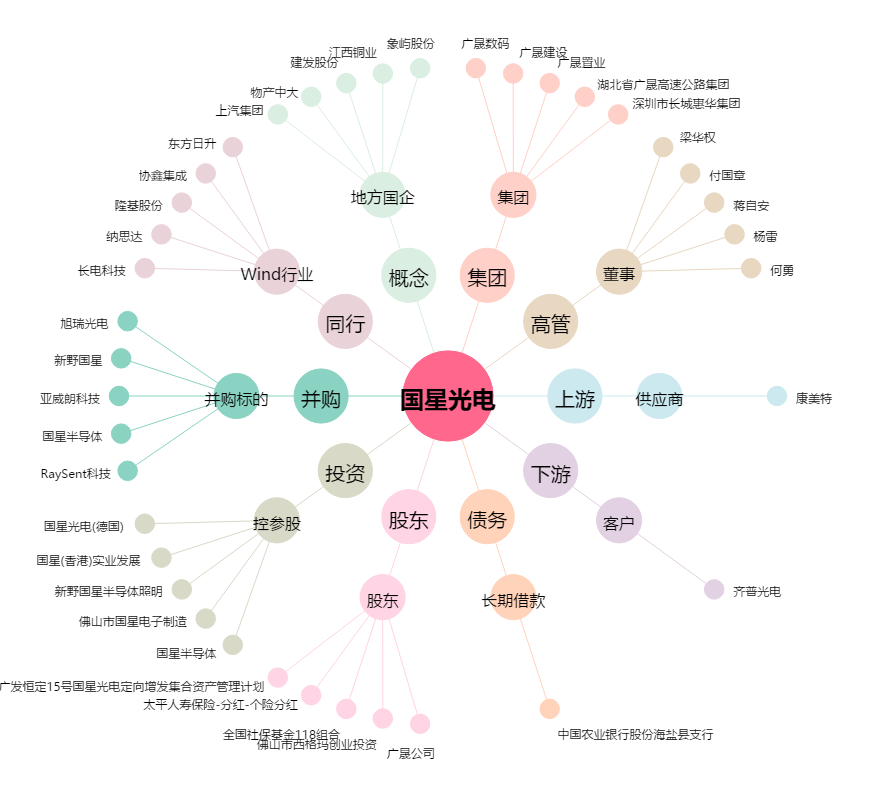 象屿股份
广晟数码
江西铜业
广晟建设
建发股份
广晟置业
物产中大
湖北省广晟高速公路集团
上汽集团
深圳市长城惠华集团
东方日升
梁华权
协鑫集成
付国章
隆基股份
蒋自安
纳思达
杨雷
长电科技
何勇
地方国企
集团
Wind行业
概念
集团
董事
同行
高管
旭瑞光电
新野国星
亚威朗科技
国星半导体
RaySent科技
并购标的
并购
国星光电
上游
供应商
康美特
投资
下游
控参股
股东
债务
客户
国星光电(德国)
国星(香港)实业发展
新野国星半导体照明
佛山市国星电子制造
国星半导体
股东
长期借款
齐普光电
广发恒定15号国星光电定向增发集合资产管理计划
太平人寿保险-分红-个险分红
全国社保基金118组合
佛山市西格玛创业投资
广晟公司
中国农业银行股份海盐县支行